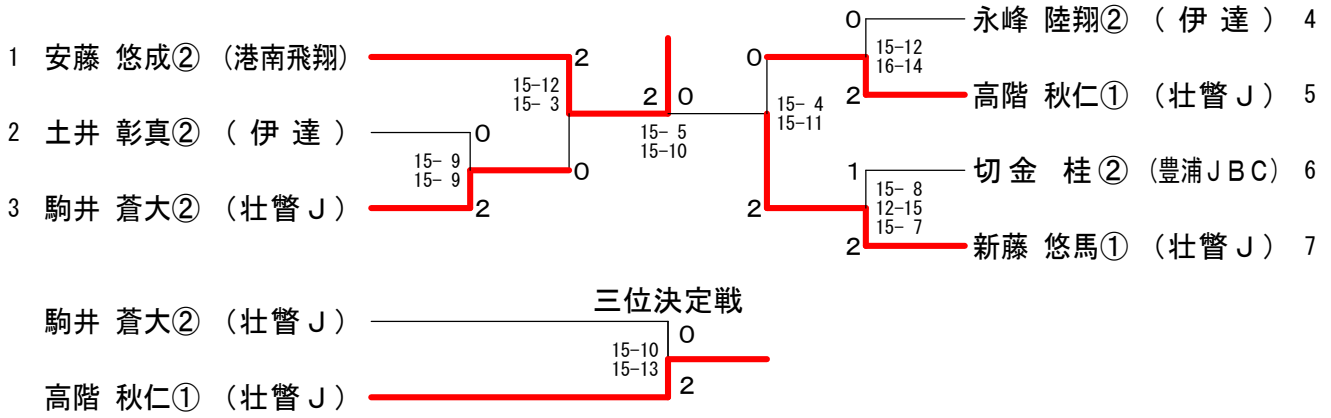 1 安藤 悠成② (港南飛翔)
2 土井 彰真② ( 伊 達 )
3 駒井 蒼大② (壮瞥J)
2
15-12
15- 3
0
15- 9
15- 9
2
0
2 0
15- 5
15-10
永峰 陸翔② ( 伊 達 ) 4
高階 秋仁① (壮瞥J) 5
切金 桂② (豊浦JBC) 6
新藤 悠馬① (壮瞥J) 7
0
15-12
16-14
2
0
15- 4
15-11
2
1
15- 8
12-15
15- 7
2
三位決定戦
駒井 蒼大② (壮瞥J)
高階 秋仁① (壮瞥J)
0
15-10
15-13
2